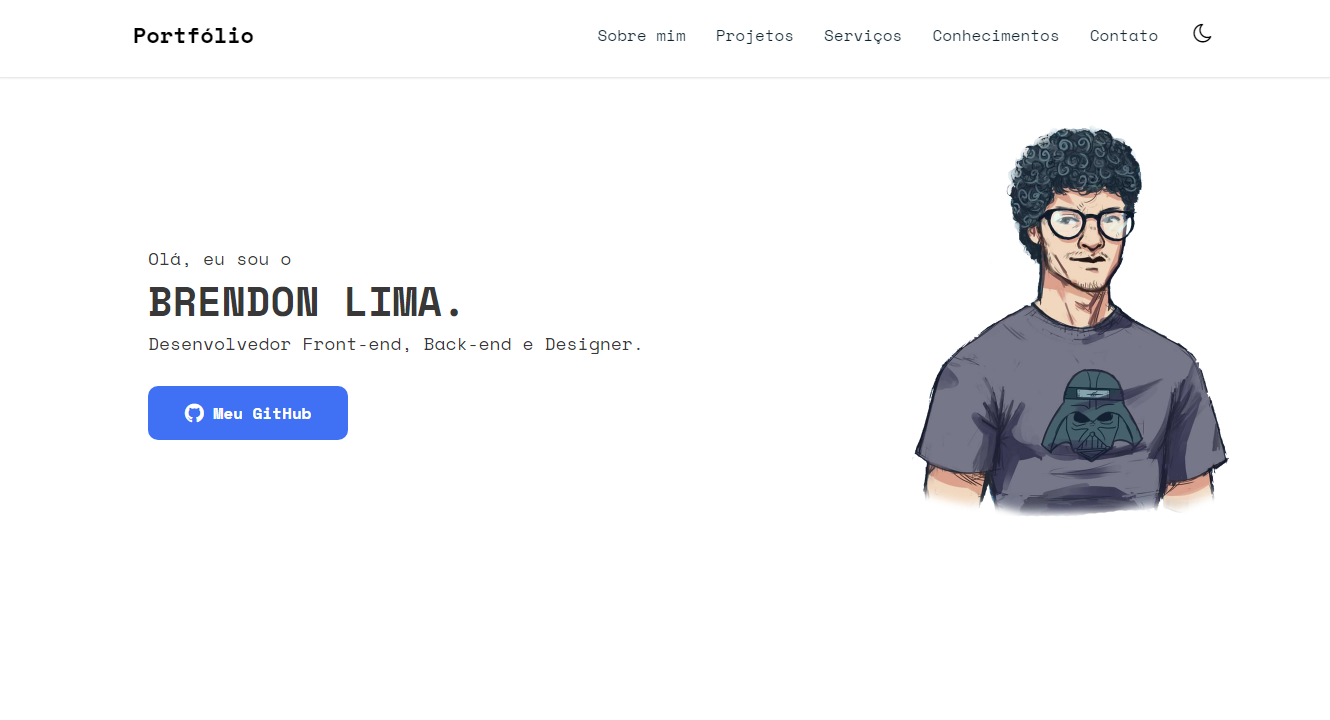 Portfólio
Sobre mim Projetos Serviços Conhecimentos Contato
Olá, eu sou o
BRENDON LIMA.
Desenvolvedor Front-end, Back-end e Designer.
Meu GitHub